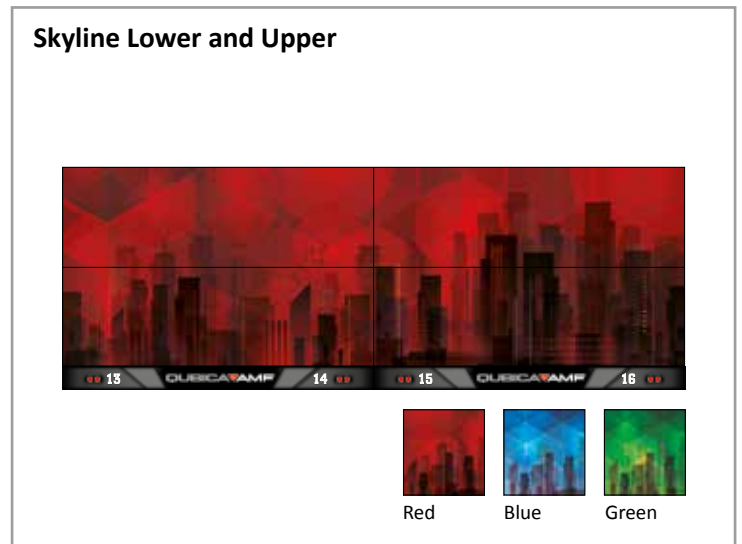 Skyline Lower and Upper
13 QUBICAAMF 14 15 QUBICAAMF 16
Red Blue Green